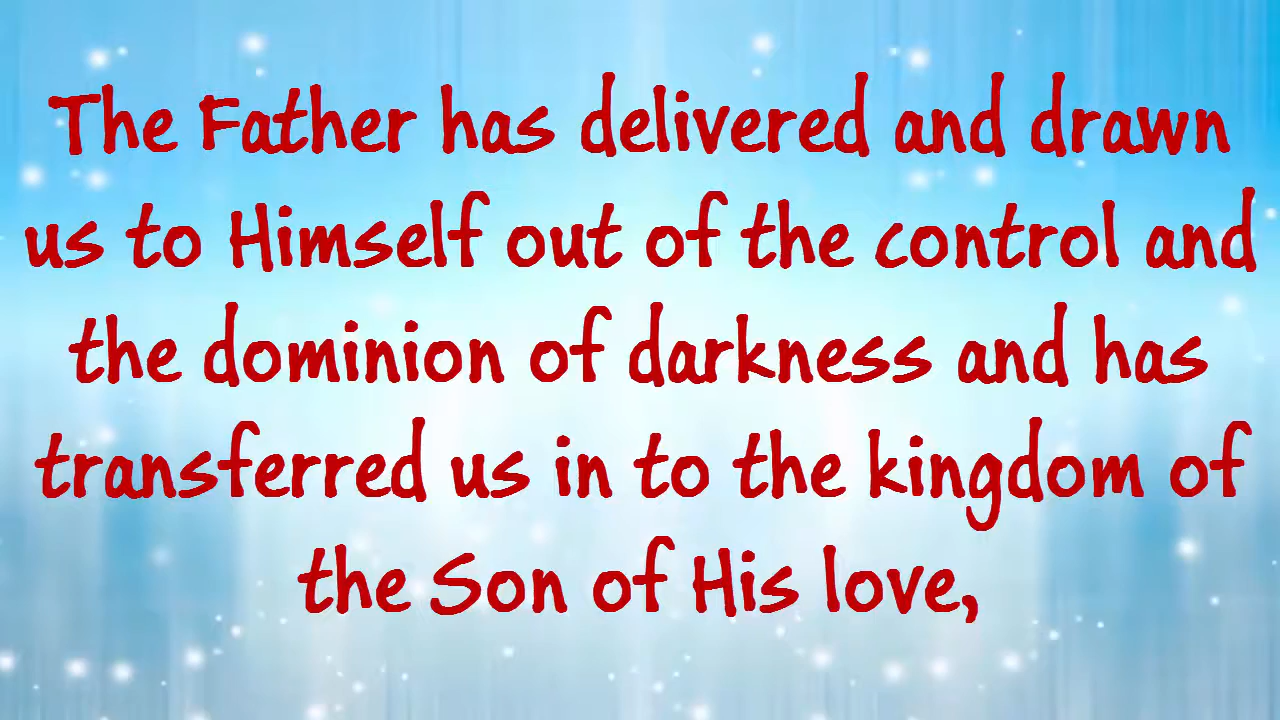 The Father has delivered and drawn
us to Himself out of the control and
the dominion of darkness and has
transferred us in to the kingdom of
the Son of His love,